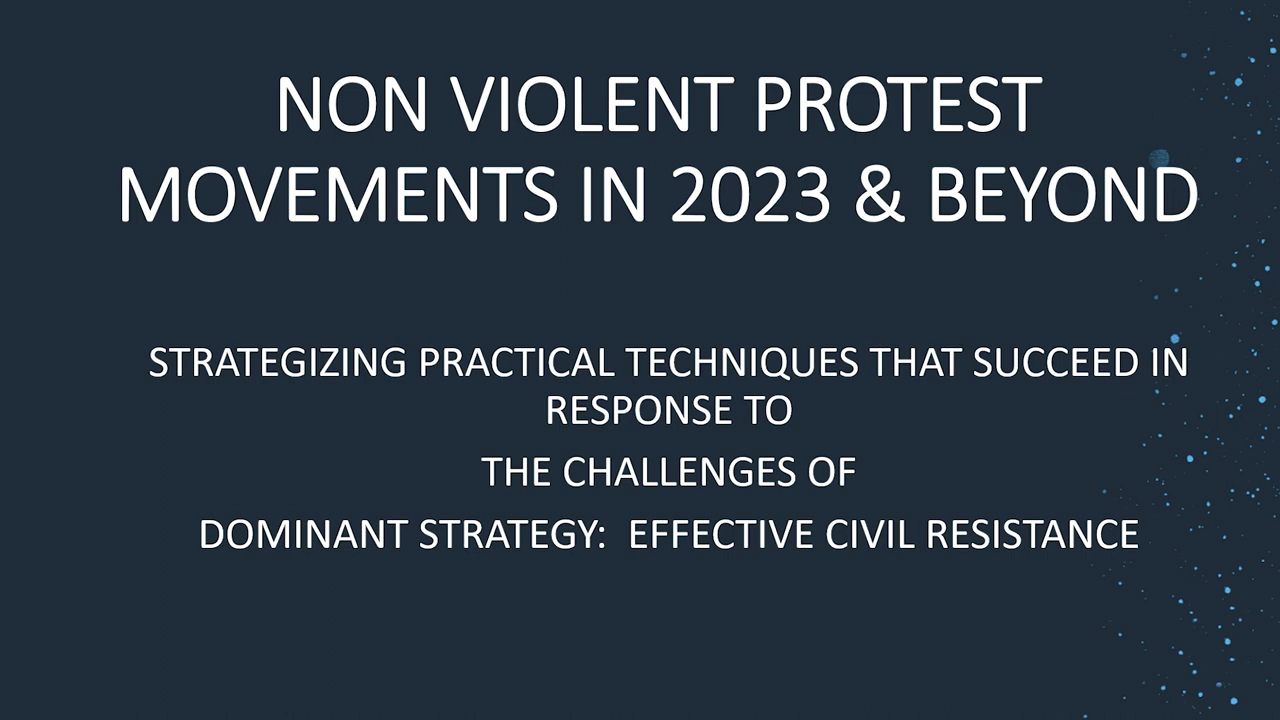 NON VIOLENT PROTEST
MOVEMENTS IN 2023 & BEYOND
STRATEGIZING PRACTICAL TECHNIQUES THAT SUCCEED IN
RESPONSE TO
THE CHALLENGES OF
DOMINANT STRATEGY:  EFFECTIVE CIVIL RESISTANCE